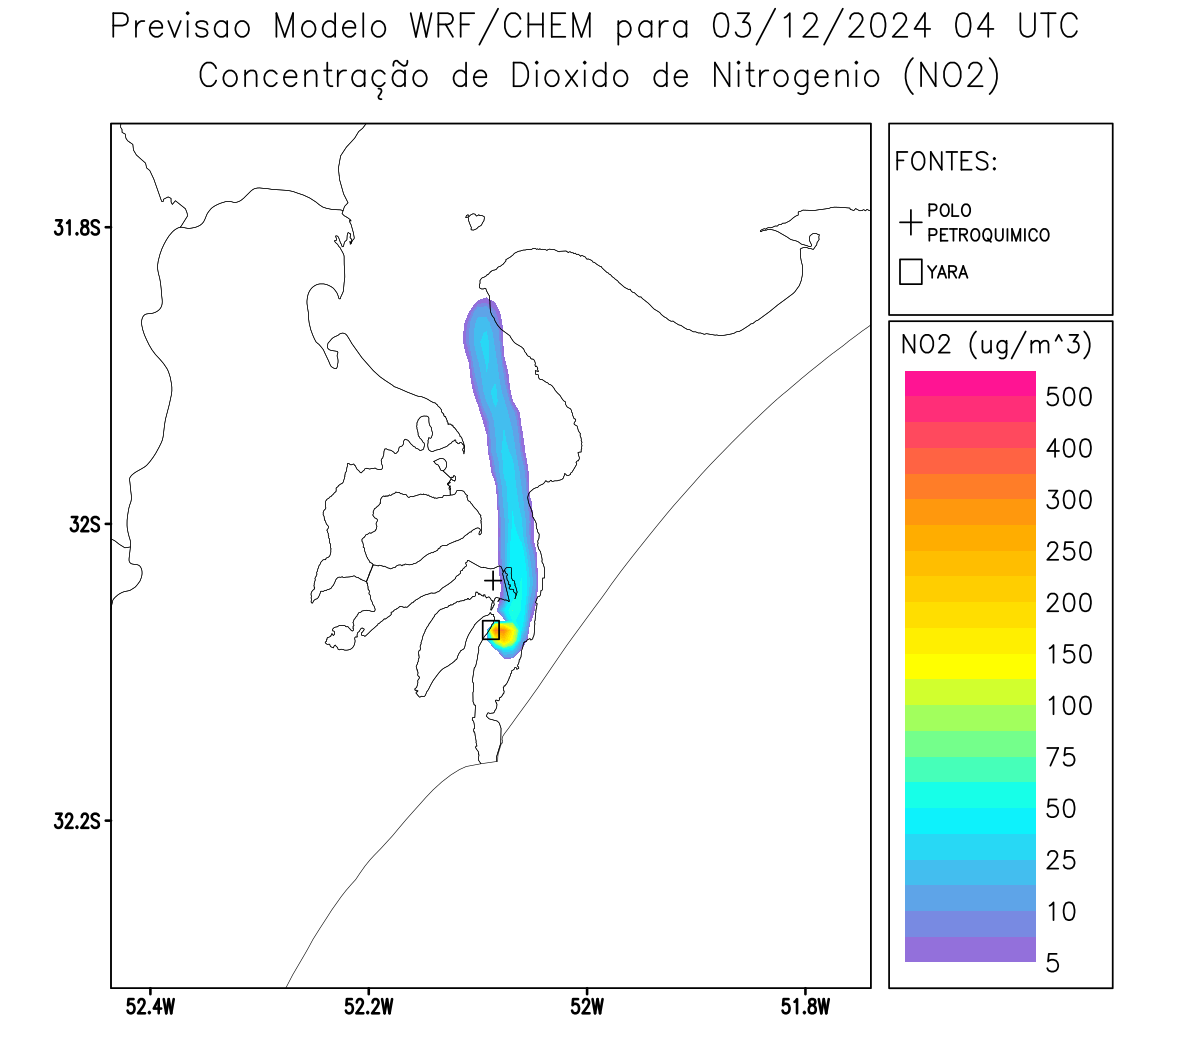 Previsao Modelo WRF/CHEM para 03/12/2024 04 UTC
Concentração de Dioxido de Nitrogenio (NO2)
FONTES:
POLO
PETROQUIMICO
YARA
NO2 (ug/m^3)
500
400
300
250
200
150
100
75
50
25
10
5
31.8S
32S
32.2S
52.4W
52.2W
52W
51.8W